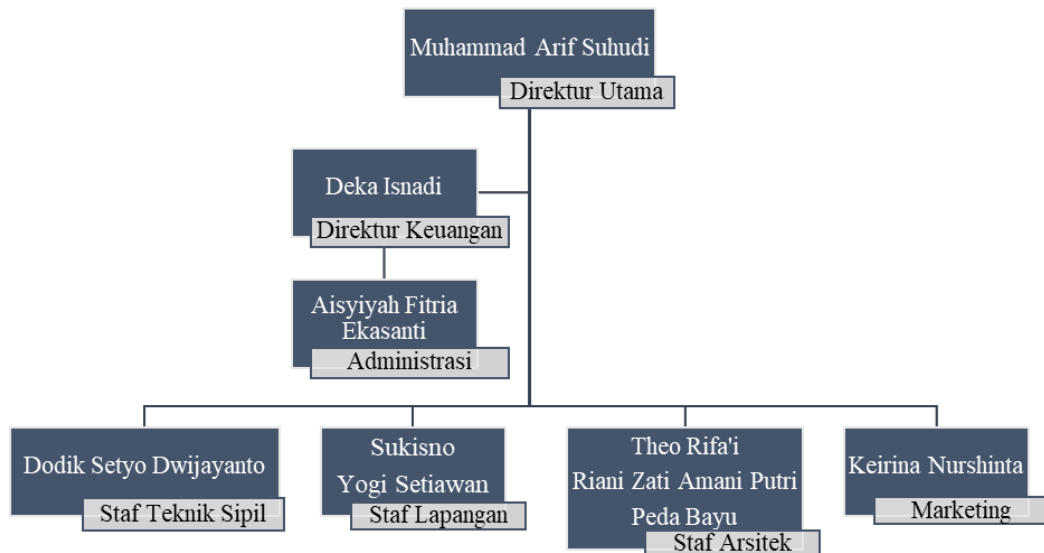 Muhammad Arif Suhudi
Direktur Utama
Deka Isnadi
Direktur Keuangan
Aisyiyah Fitria
Ekasanti
Administrasi
Dodik Setyo Dwijayanto
Staf Teknik Sipil
Sukisno
Yogi Setiawan
Staf Lapangan
Theo Rifa'i
Riani Zati Amani Putri
Peda Bayu
Staf Arsitek
Keirina Nurshinta
Marketing